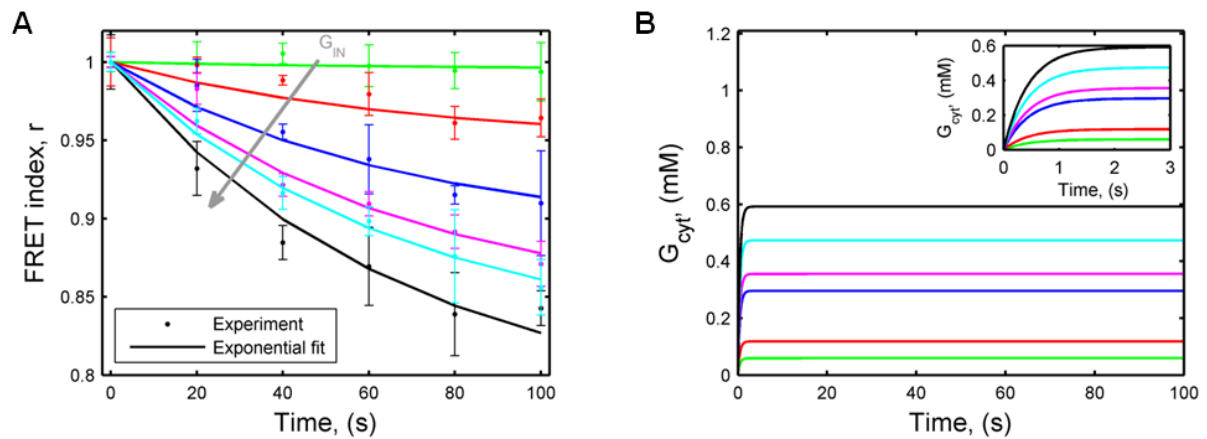 A
FRET index, r
1
0.95
0.9
0.85
0.8
G_IN
Experiment
Exponential fit
0 20 40 60 80 100
Time, (s)
B
G_cyt, (mM)
1.2
1
0.8
0.6
0.4
0.2
0
0 20 40 60 80 100
Time, (s)
G_cyt, (mM)
0.6
0.4
0.2
0
0 1 2 3
Time, (s)